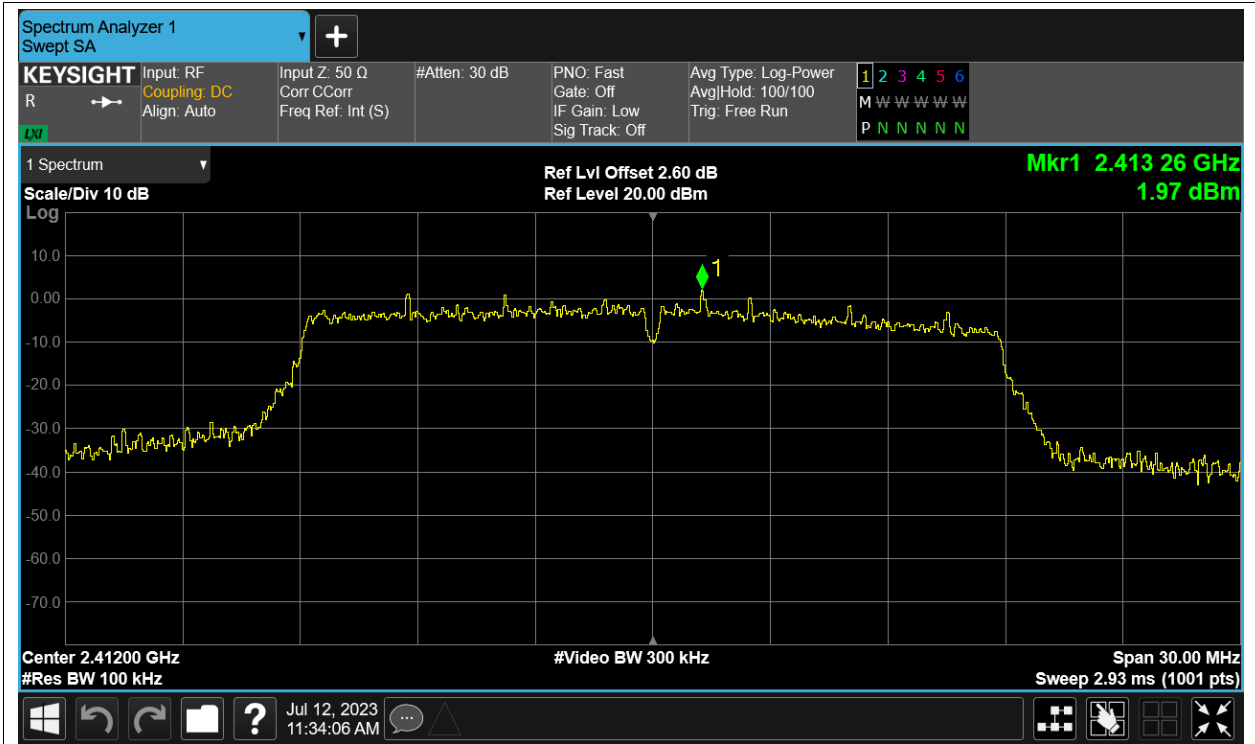 Spectrum Analyzer 1
Swept SA
KEYSIGHT
R
LXI
Input: RF
Coupling: DC
Align: Auto
Input Z: 50 Ω
Corr CCorr
Freq Ref: Int (S)
#Atten: 30 dB
PNO: Fast
Gate: Off
IF Gain: Low
Sig Track: Off
Avg Type: Log-Power
Avg|Hold: 100/100
Trig: Free Run
1 2 3 4 5 6
M W W W W W
P N N N N N
1 Spectrum
Scale/Div 10 dB
Ref Lvl Offset 2.60 dB
Ref Level 20.00 dBm
Mkr1 2.413 26 GHz
1.97 dBm
Log
10.0
0.00
-10.0
-20.0
-30.0
-40.0
-50.0
-60.0
-70.0
1
Center 2.41200 GHz
#Res BW 100 kHz
#Video BW 300 kHz
Span 30.00 MHz
Sweep 2.93 ms (1001 pts)
?
Jul 12, 2023
11:34:06 AM